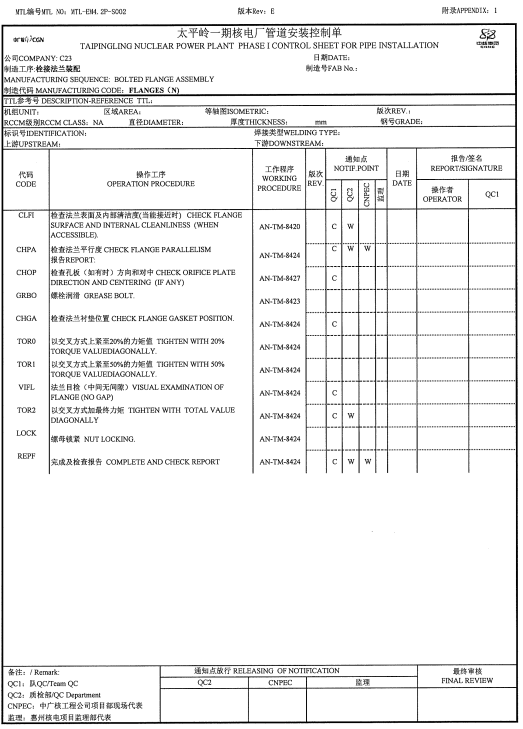 MTL编号MTL NO: MTL-EM4.2P-S002 版本Rev: E 附录APPENDIX: 1
CGN 太平岭一期核电厂管道安装控制单
TAIPINGLING NUCLEAR POWER PLANT PHASE I CONTROL SHEET FOR PIPE INSTALLATION
公司COMPANY: C23 日期DATE:
制造工序:栓接法兰装配 制造号FAB No.:
MANUFACTURING SEQUENCE: BOLTED FLANGE ASSEMBLY
制造代码 MANUFACTURING CODE: FLANGES (N)
TTL参考号 DESCRIPTION-REFERENCE TTL:
机组UNIT: 区域AREA: 等轴图ISOMETRIC: 版次REV.:
RCCM级别RCCM CLASS: NA 直径DIAMETER: 厚度THICKNESS: mm 钢号GRADE:
标识号IDENTIFICATION: 焊接类型WELDING TYPE:
上游UPSTREAM: 下游DOWNSTREAM:
代码 CODE 操作工序 OPERATION PROCEDURE 工作程序 WORKING PROCEDURE 版次 REV. 通知点 NOTIF.POINT 日期 DATE 报告/签名 REPORT/SIGNATURE
QC1 QC2 CNPEC 监理 操作者 OPERATOR QC1
CLFI 检查法兰表面及内部清洁度(当能接近时) CHECK FLANGE
SURFACE AND INTERNAL CLEANLINESS (WHEN AN-TM-8420 C W
ACCESSIBLE).
CHPA 检查法兰平行度 CHECK FLANGE PARALLELISM C W W
报告REPORT: AN-TM-8424
CHOP 检查孔板（如有时）方向和对中 CHECK ORIFICE PLATE
DIRECTION AND CENTERING (IF ANY) AN-TM-8427 C
GRBO 螺栓润滑 GREASE BOLT. AN-TM-8423
CHGA 检查法兰衬垫位置 CHECK FLANGE GASKET POSITION. AN-TM-8424 C
TOR0 以交叉方式上紧至20%的力矩值 TIGHTEN WITH 20%
TORQUE VALUEDIAGONALLY. AN-TM-8424
TOR1 以交叉方式上紧至50%的力矩值 TIGHTEN WITH 50%
TORQUE VALUEDIAGONALLY. AN-TM-8424
VIFL 法兰目检（中间无间隙）VISUAL EXAMINATION OF
FLANGE (NO GAP) AN-TM-8424 C
TOR2 以交叉方式加最终力矩 TIGHTEN WITH TOTAL VALUE
DIAGONALLY AN-TM-8424 C W
LOCK 螺母锁紧 NUT LOCKING. AN-TM-8424
REPF 完成及检查报告 COMPLETE AND CHECK REPORT AN-TM-8424 C W W
备注: / Remark: 通知点放行 RELEASING OF NOTIFICATION 最终审核
QC1: 队QC/Team QC QC2 CNPEC 监理 FINAL REVIEW
QC2: 质检部/QC Department
CNPEC: 中广核工程公司项目部现场代表
监理: 惠州核电项目监理部代表